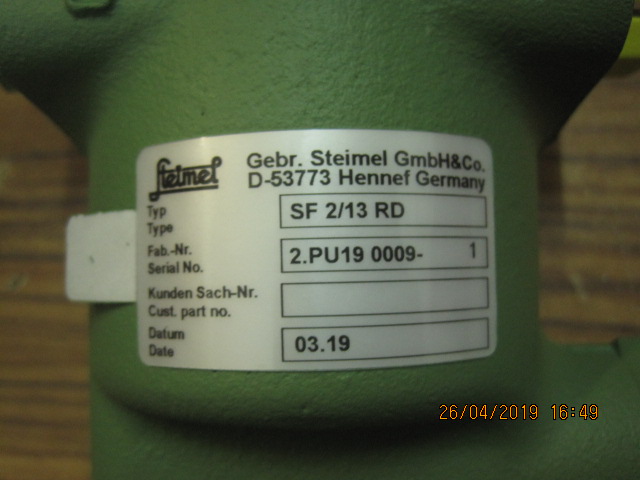 Steimel
Gebr. Steimel GmbH&Co.
D-53773 Hennef Germany
Typ
Type
SF 2/13 RD
Fab.-Nr.
Serial No.
2.PU19 0009- 1
Kunden Sach-Nr.
Cust. part no.
Datum
Date
03.19
26/04/2019 16:49